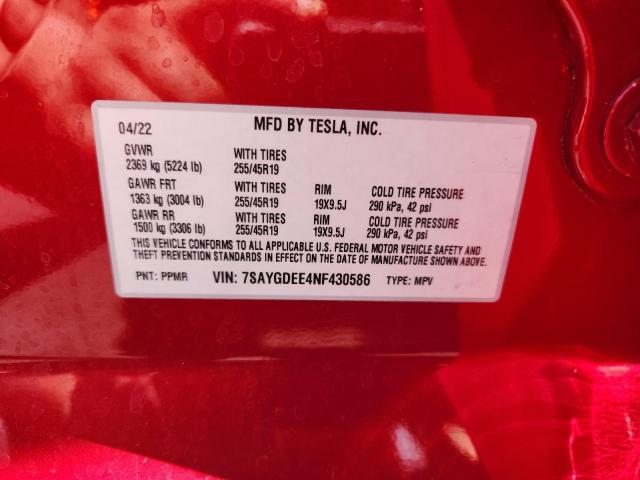 04/22 MFD BY TESLA, INC.
GVWR WITH TIRES
2369 kg (5224 lb) 255/45R19
GAWR FRT WITH TIRES RIM COLD TIRE PRESSURE
1363 kg (3004 lb) 255/45R19 19X9.5J 290 kPa, 42 psi
GAWR RR WITH TIRES RIM COLD TIRE PRESSURE
1500 kg (3306 lb) 255/45R19 19X9.5J 290 kPa, 42 psi
THIS VEHICLE CONFORMS TO ALL APPLICABLE U.S. FEDERAL MOTOR VEHICLE SAFETY AND
THEFT PREVENTION STANDARDS IN EFFECT ON THE DATE OF MANUFACTURE SHOWN ABOVE.
PNT: PPMR VIN: 7SAYGDEE4NF430586 TYPE: MPV